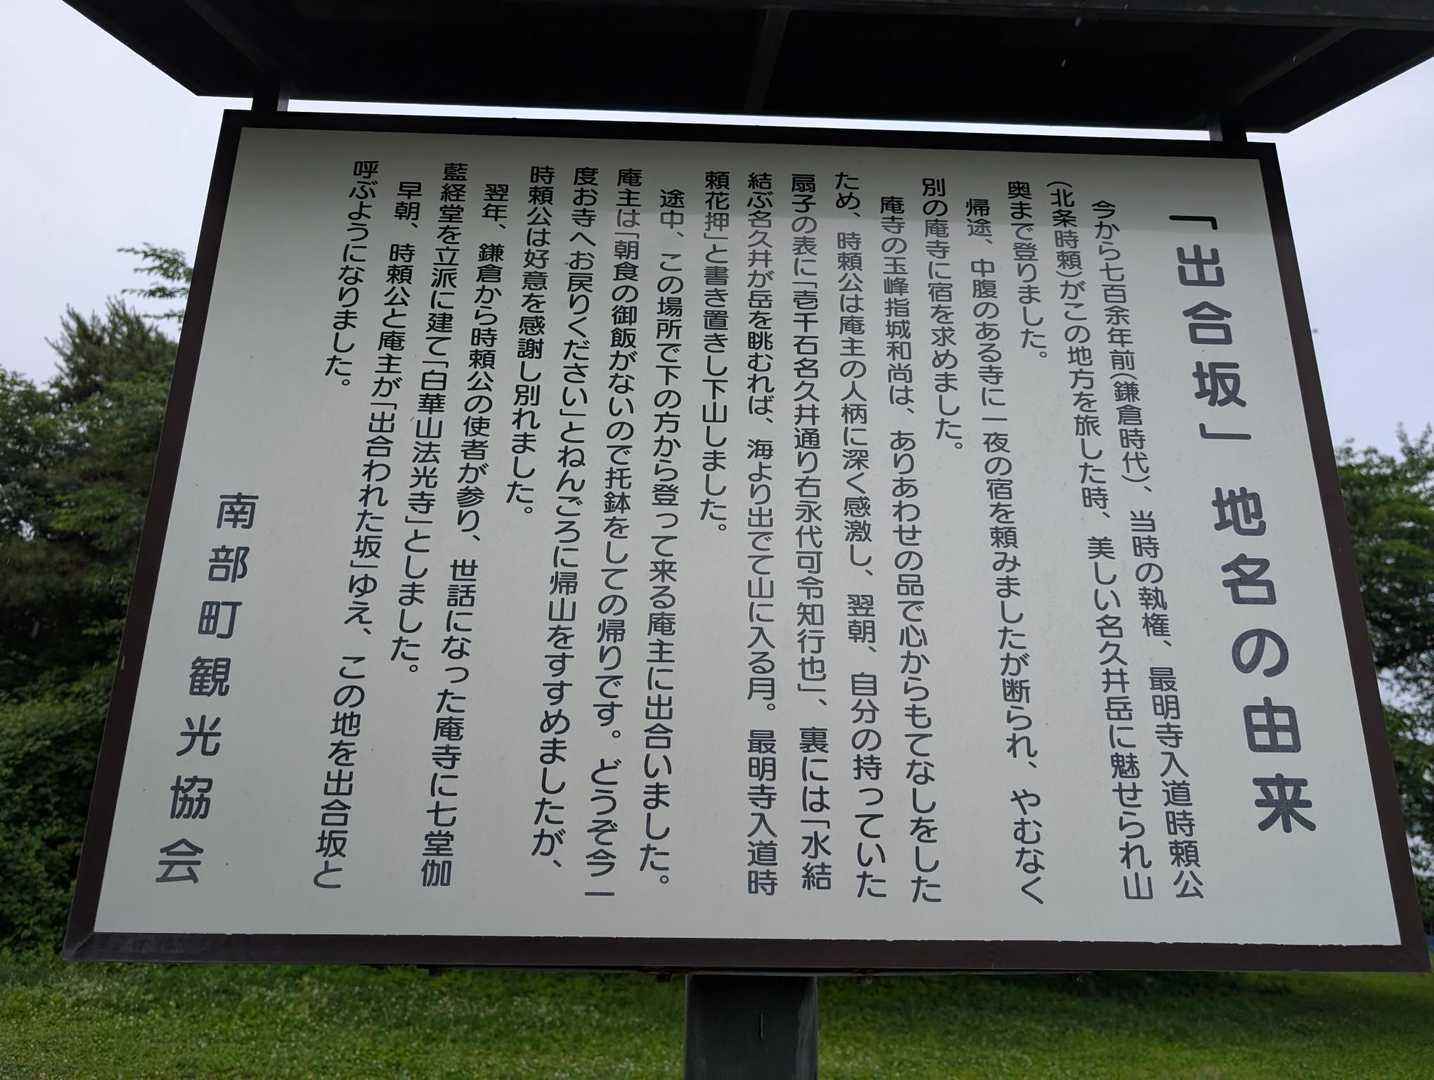 「出合坂」地名の由来
今から七百余年前(鎌倉時代)、当時の執権、最明寺入道時頼公
(北条時頼)がこの地方を旅した時、美しい名久井岳に魅せられ山
奥まで登りました。
帰途、中腹のある寺に一夜の宿を頼みましたが断られ、やむなく
別の庵寺に宿を求めました。
庵寺の玉峰指城和尚は、ありあわせの品で心からもてなしをした
ため、時頼公は庵主の人柄に深く感激し、翌朝、自分の持っていた
扇子の表に「壱千石名久井通り右永代可令知行也」、裏には「水結
結ぶ名久井が岳を眺むれば、海より出でて山に入る月。最明寺入道時
頼花押」と書き置きし下山しました。
途中、この場所で下の方から登って来る庵主に出合いました。
庵主は「朝食の御飯がないので托鉢をしての帰りです。どうぞ今一
度お寺へお戻りください」とねんごろに帰山をすすめましたが、
時頼公は好意を感謝し別れました。
翌年、鎌倉から時頼公の使者が参り、世話になった庵寺に七堂伽
藍経堂を立派に建て「白華山法光寺」としました。
早朝、時頼公と庵主が「出合われた坂」ゆえ、この地を出合坂と
呼ぶようになりました。
南部町観光協会